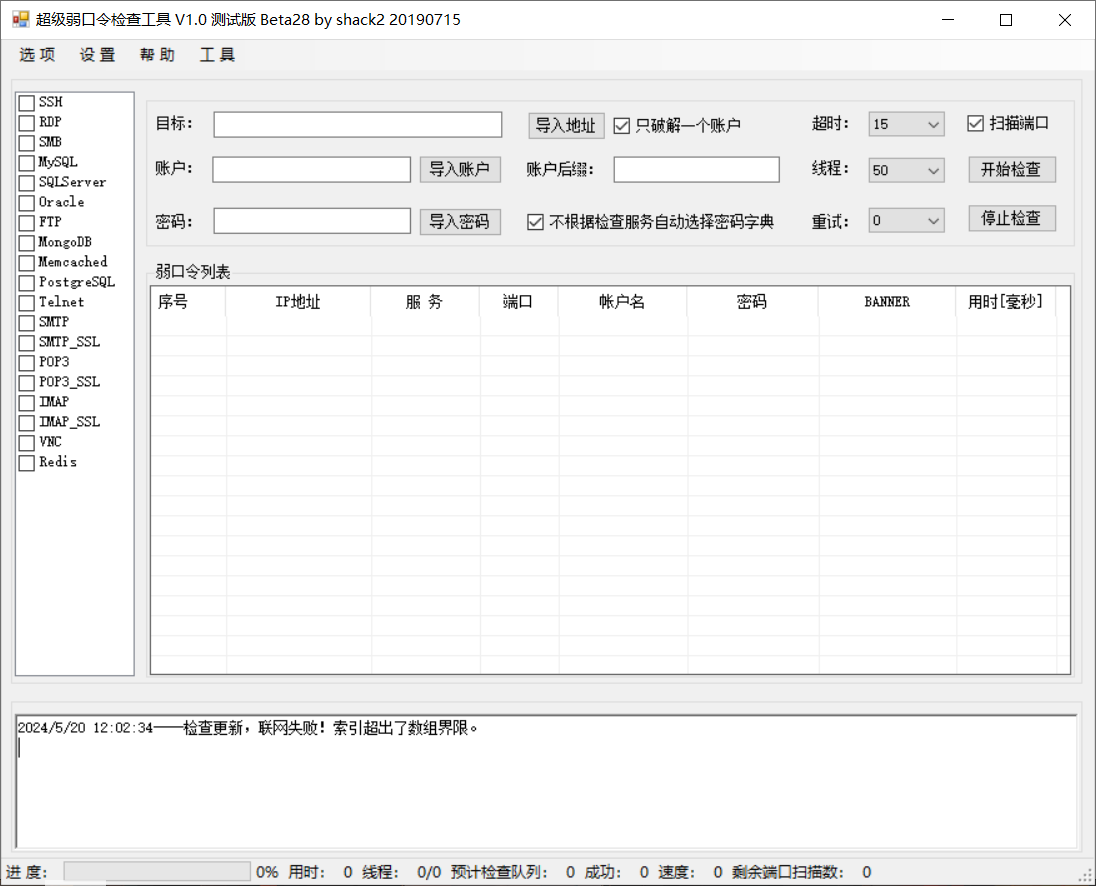 超级弱口令检查工具 V1.0 测试版 Beta28 by shack2 20190715
选 项 设 置 帮 助 工 具
SSH
RDP
SMB
MySQL
SQLServer
Oracle
FTP
MongoDB
Memcached
PostgreSQL
Telnet
SMTP
SMTP_SSL
POP3
POP3_SSL
IMAP
IMAP_SSL
VNC
Redis
目标： 导入地址 只破解一个账户 超时： 15 扫描端口
账户： 导入账户 账户后缀： 线程： 50 开始检查
密码： 导入密码 不根据检查服务自动选择密码字典 重试： 0 停止检查
弱口令列表
序号 IP地址 服 务 端口 帐户名 密码 BANNER 用时[毫秒]
2024/5/20 12:02:34——检查更新，联网失败！索引超出了数组界限。
进 度： 0% 用时： 0 线程： 0/0 预计检查队列： 0 成功： 0 速度： 0 剩余端口扫描数： 0